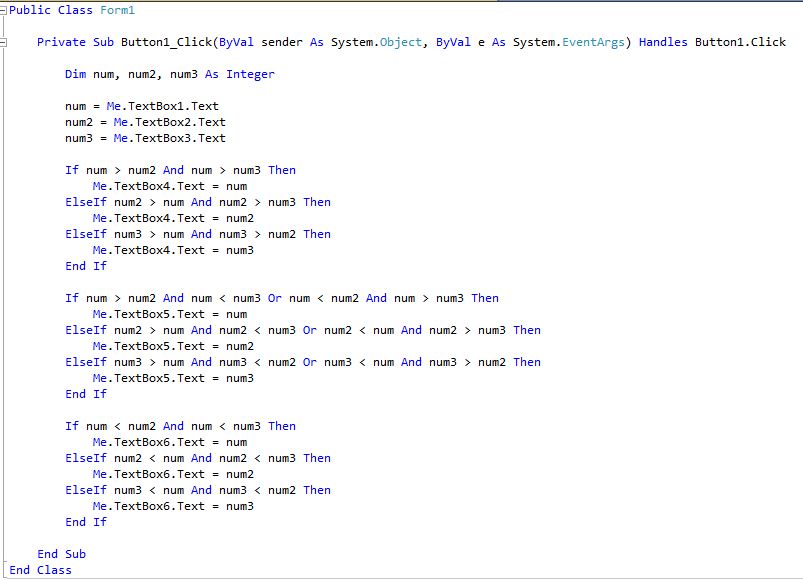 Public Class Form1
Private Sub Button1_Click(ByVal sender As System.Object, ByVal e As System.EventArgs) Handles Button1.Click
Dim num, num2, num3 As Integer
num = Me.TextBox1.Text
num2 = Me.TextBox2.Text
num3 = Me.TextBox3.Text
If num > num2 And num > num3 Then
Me.TextBox4.Text = num
ElseIf num2 > num And num2 > num3 Then
Me.TextBox4.Text = num2
ElseIf num3 > num And num3 > num2 Then
Me.TextBox4.Text = num3
End If
If num > num2 And num < num3 Or num < num2 And num > num3 Then
Me.TextBox5.Text = num
ElseIf num2 > num And num2 < num3 Or num2 < num And num2 > num3 Then
Me.TextBox5.Text = num2
ElseIf num3 > num And num3 < num2 Or num3 < num And num3 > num2 Then
Me.TextBox5.Text = num3
End If
If num < num2 And num < num3 Then
Me.TextBox6.Text = num
ElseIf num2 < num And num2 < num3 Then
Me.TextBox6.Text = num2
ElseIf num3 < num And num3 < num2 Then
Me.TextBox6.Text = num3
End If
End Sub
End Class